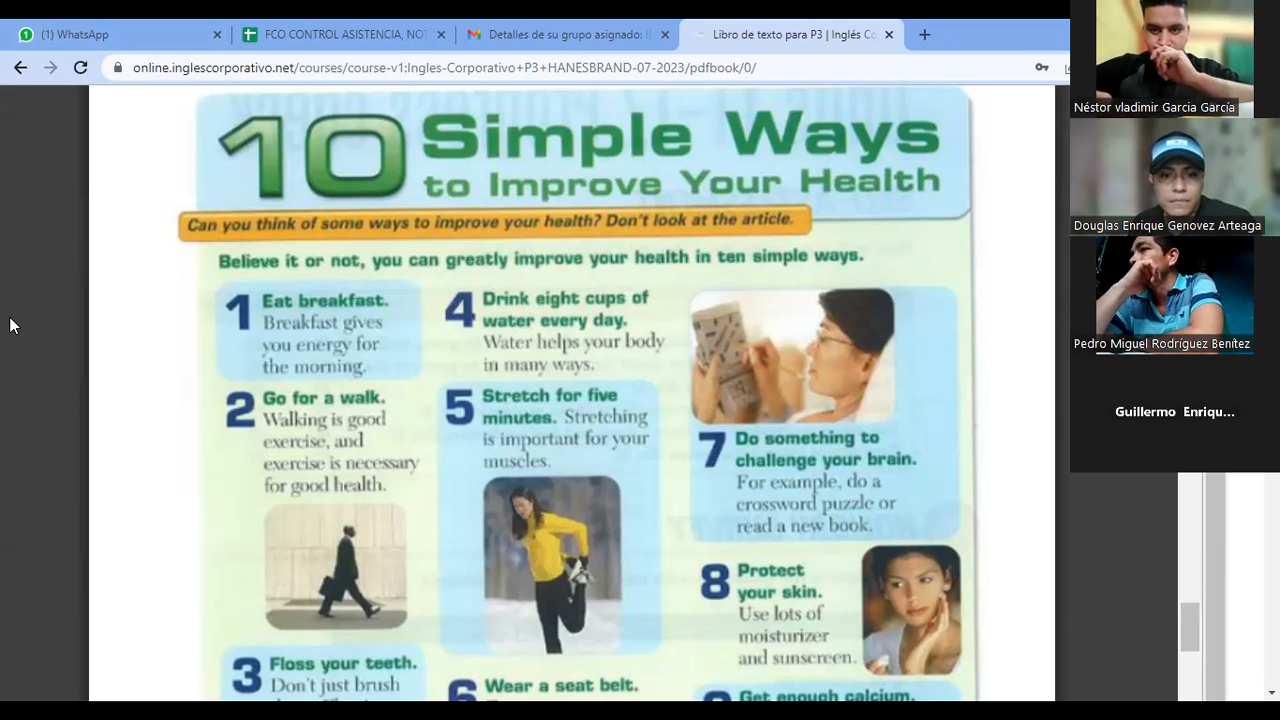 (1) WhatsApp
FCO CONTROL ASISTENCIA, NOT
Detalles de su grupo asignado: I
Libro de texto para P3 | Inglés Co
online.inglescorporativo.net/courses/course-v1:Ingles-Corporativo+P3+HANESBRAND-07-2023/pdfbook/0/
10 Simple Ways
to Improve Your Health
Can you think of some ways to improve your health? Don't look at the article.
Believe it or not, you can greatly improve your health in ten simple ways.
1 Eat breakfast.
Breakfast gives
you energy for
the morning.
2 Go for a walk.
Walking is good
exercise, and
exercise is necessary
for good health.
3 Floss your teeth.
Don't just brush
4 Drink eight cups of
water every day.
Water helps your body
in many ways.
5 Stretch for five
minutes. Stretching
is important for your
muscles.
6 Wear a seat belt.
7 Do something to
challenge your brain.
For example, do a
crossword puzzle or
read a new book.
8 Protect
your skin.
Use lots of
moisturizer
and sunscreen.
9 Get enough calcium.
Néstor vladimir Garcia García
Douglas Enrique Genovez Arteaga
Pedro Miguel Rodríguez Benítez
Guillermo Enriqu...